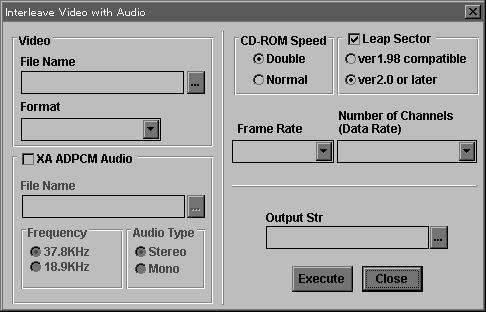 Interleave Video with Audio
Video
File Name
...
Format
XA ADPCM Audio
File Name
...
Frequency
37.8KHz
18.9KHz
Audio Type
Stereo
Mono
CD-ROM Speed
Double
Normal
Leap Sector
ver1.98 compatible
ver2.0 or later
Frame Rate
Number of Channels
(Data Rate)
Output Str
...
Execute
Close